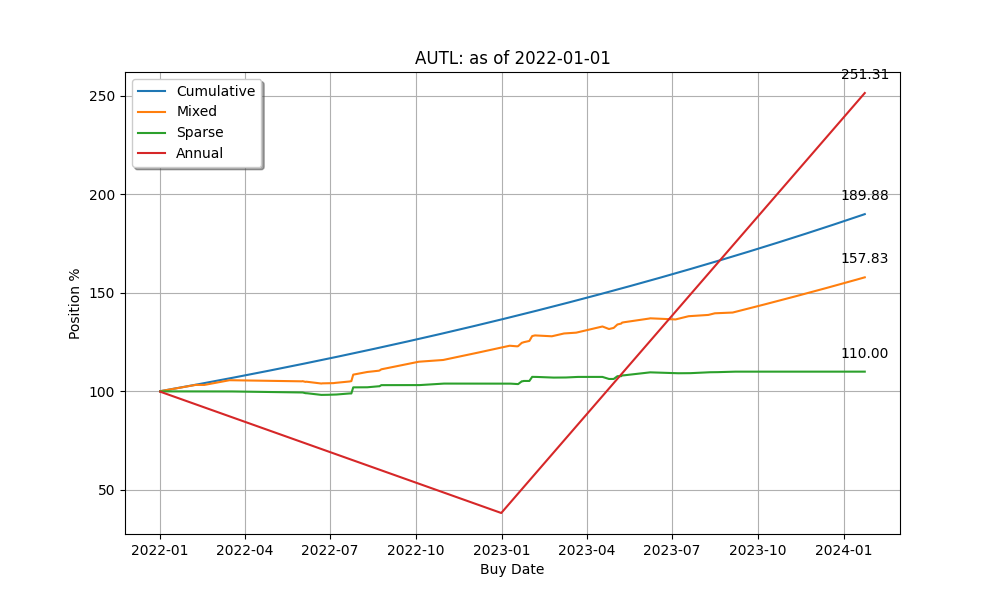 AUTL: as of 2022-01-01
251.31
Cumulative
Mixed
Sparse
Annual
250
200
150
100
50
189.88
157.83
110.00
Position %
2022-01 2022-04 2022-07 2022-10 2023-01 2023-04 2023-07 2023-10 2024-01
Buy Date